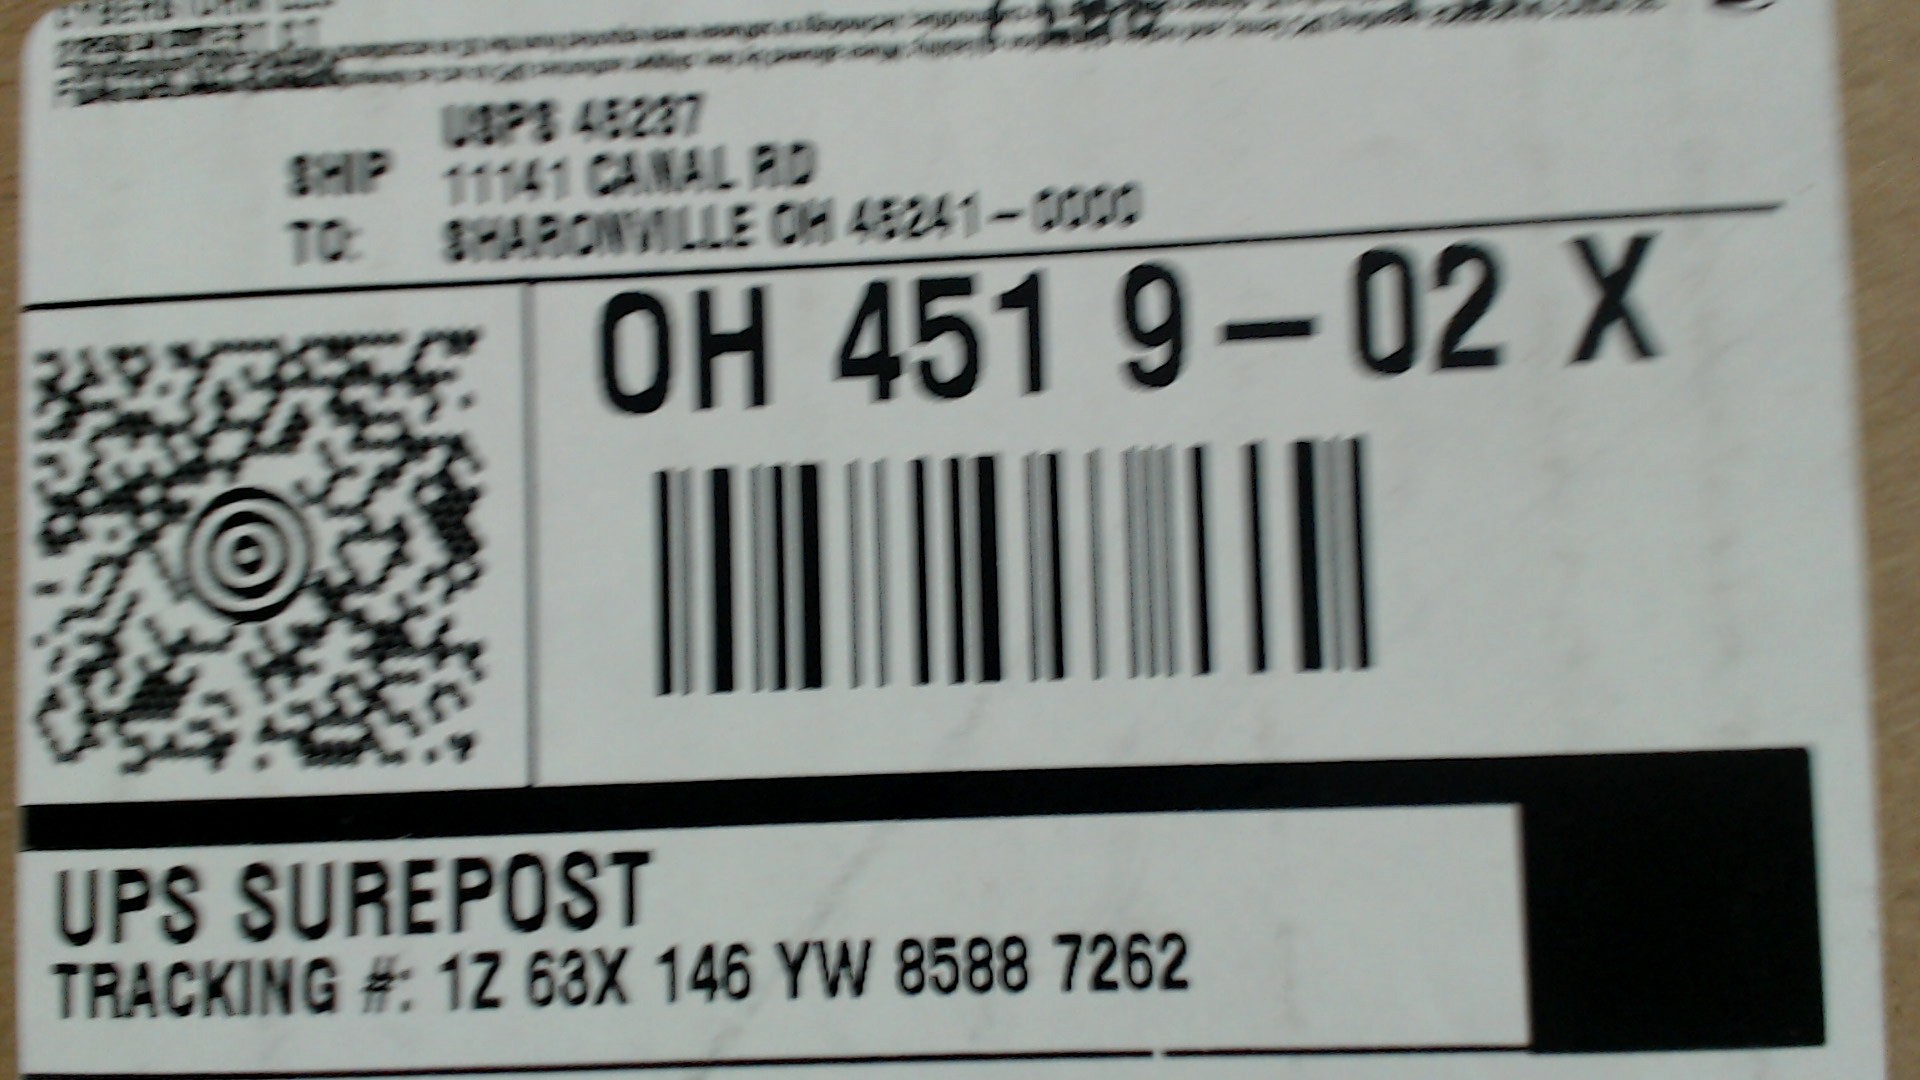 USPS 45237
SHIP 11141 CANAL RD
TO: SHARONVILLE OH 45241-0000
OH 451 9-02 X
UPS SUREPOST
TRACKING #: 1Z 63X 146 YW 8588 7262